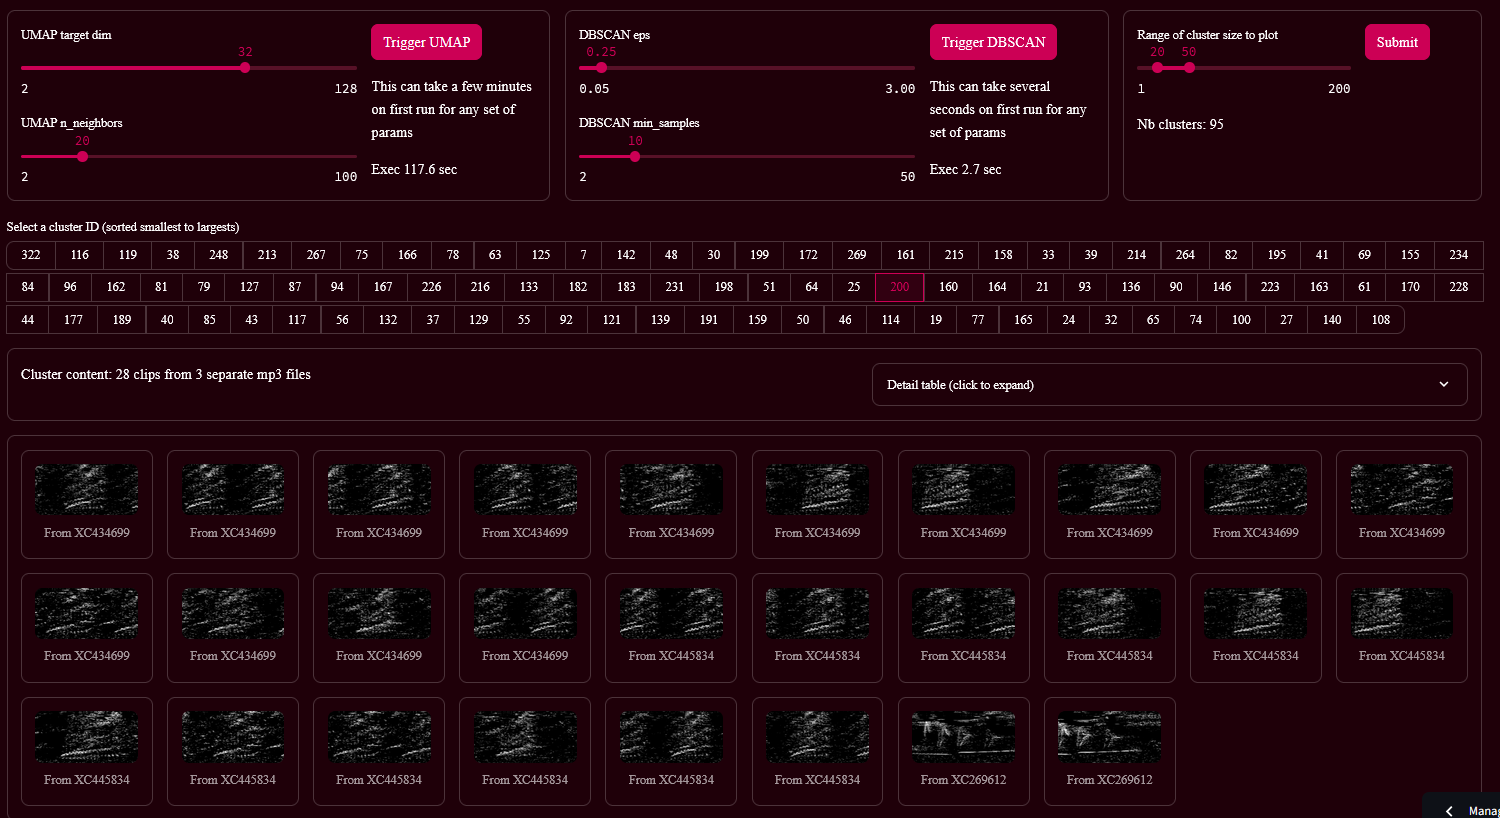 UMAP target dim
32
2 128
UMAP n_neighbors
20
2 100
Trigger UMAP
This can take a few minutes
on first run for any set of
params
Exec 117.6 sec
DBSCAN eps
0.25
0.05 3.00
DBSCAN min_samples
10
2 50
Trigger DBSCAN
This can take several
seconds on first run for any
set of params
Exec 2.7 sec
Range of cluster size to plot
20 50
1 200
Nb clusters: 95
Submit
Select a cluster ID (sorted smallest to largests)
322 116 119 38 248 213 267 75 166 78 63 125 7 142 48 30 199 172 269 161 215 158 33 39 214 264 82 195 41 69 155 234
84 96 162 81 79 127 87 94 167 226 216 133 182 183 231 198 51 64 25 200 160 164 21 93 136 90 146 223 163 61 170 228
44 177 189 40 85 43 117 56 132 37 129 55 92 121 139 191 159 50 46 114 19 77 165 24 32 65 74 100 27 140 108
Cluster content: 28 clips from 3 separate mp3 files
Detail table (click to expand)
From XC434699 From XC434699 From XC434699 From XC434699 From XC434699 From XC434699 From XC434699 From XC434699 From XC434699 From XC434699
From XC434699 From XC434699 From XC434699 From XC434699 From XC445834 From XC445834 From XC445834 From XC445834 From XC445834 From XC445834
From XC445834 From XC445834 From XC445834 From XC445834 From XC445834 From XC445834 From XC269612 From XC269612
Manag